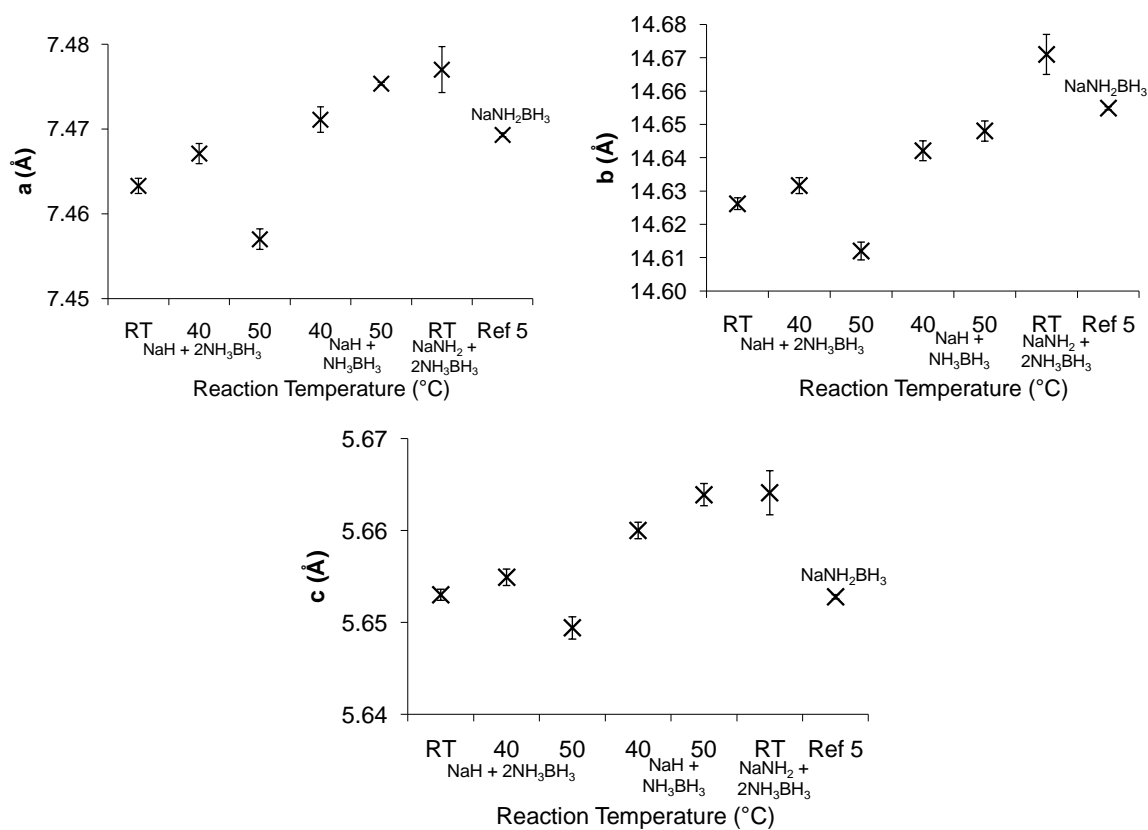 7.48
7.47
7.46
7.45
a (Å)
NaNH₂BH₃
RT 40 50 40 50 RT Ref 5
NaH + 2NH₃BH₃
NaH +
NH₃BH₃
NaNH₂ +
2NH₃BH₃
Reaction Temperature (°C)
14.68
14.67
14.66
14.65
14.64
14.63
14.62
14.61
14.60
b (Å)
NaNH₂BH₃
RT 40 50 40 50 RT Ref 5
NaH + 2NH₃BH₃
NaH +
NH₃BH₃
NaNH₂ +
2NH₃BH₃
Reaction Temperature (°C)
5.67
5.66
5.65
5.64
c (Å)
NaNH₂BH₃
RT 40 50 40 50 RT Ref 5
NaH + 2NH₃BH₃
NaH +
NH₃BH₃
NaNH₂ +
2NH₃BH₃
Reaction Temperature (°C)